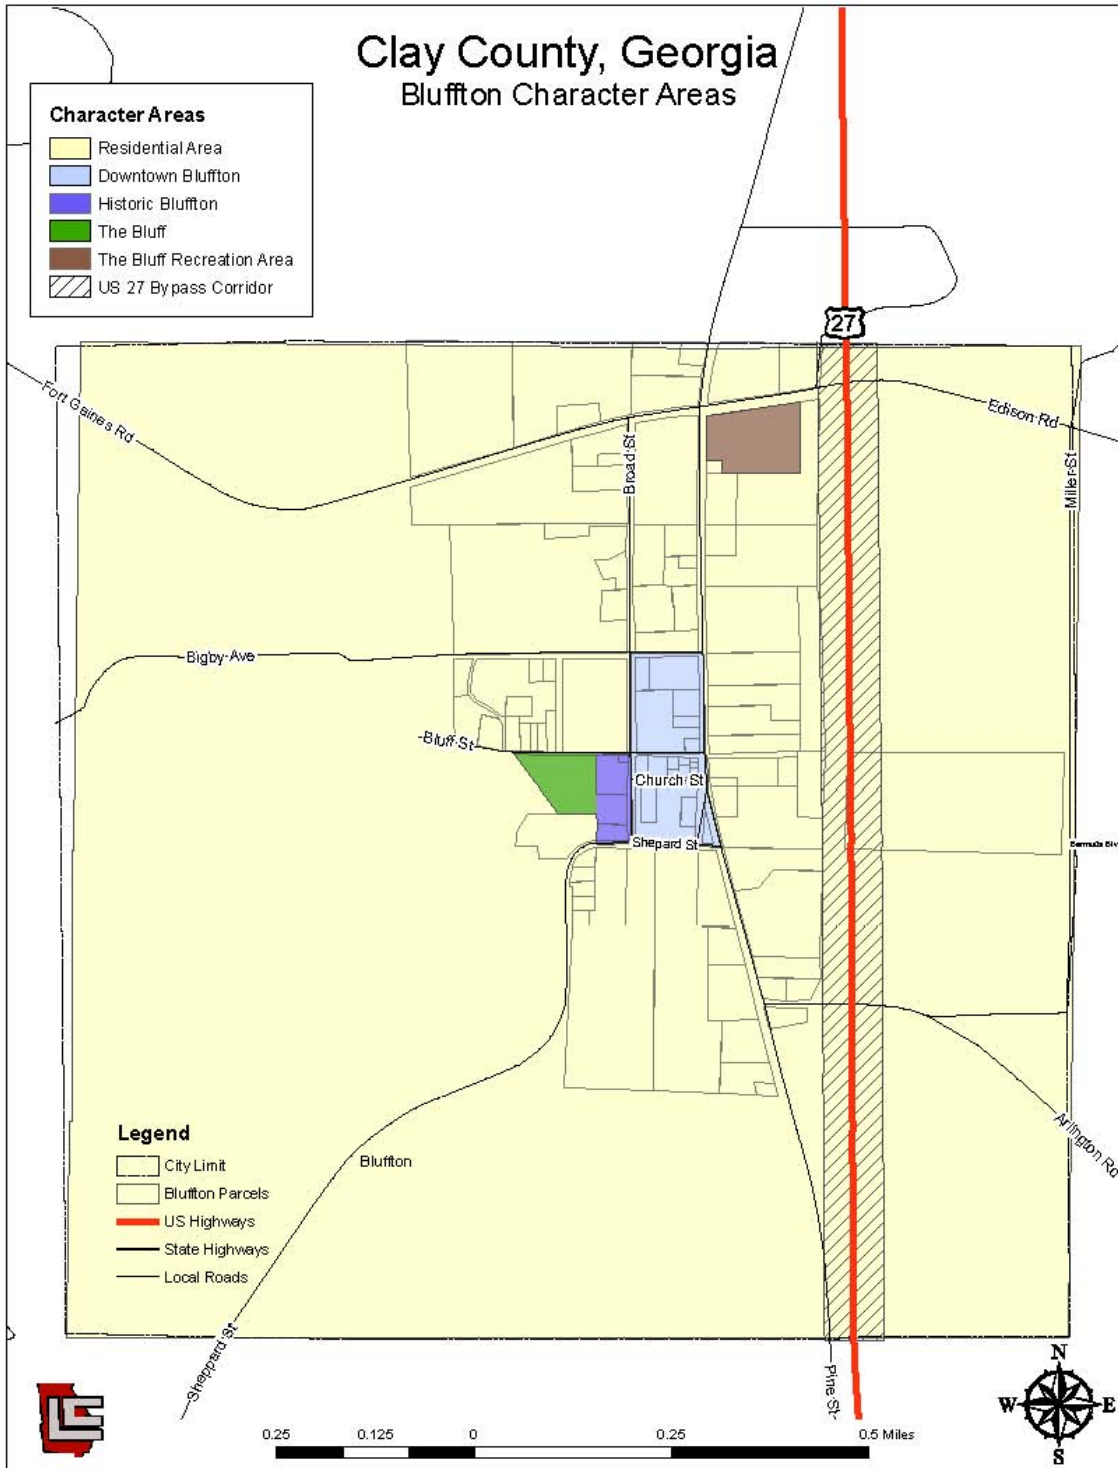 Clay County, Georgia
Bluffton Character Areas
Character Areas
Residential Area
Downtown Bluffton
Historic Bluffton
The Bluff
The Bluff Recreation Area
US 27 Bypass Corridor
27
Fort Gaines Rd
Edison Rd
Broad St
Miller St
Bigby Ave
Bluff St
Church St
Shepard St
Bermuda Blv
Arlington Rd
Bluffton
Legend
City Limit
Bluffton Parcels
US Highways
State Highways
Local Roads
Sheppard St
Pine St
N
W E
S
0.25 0.125 0 0.25 0.5 Miles